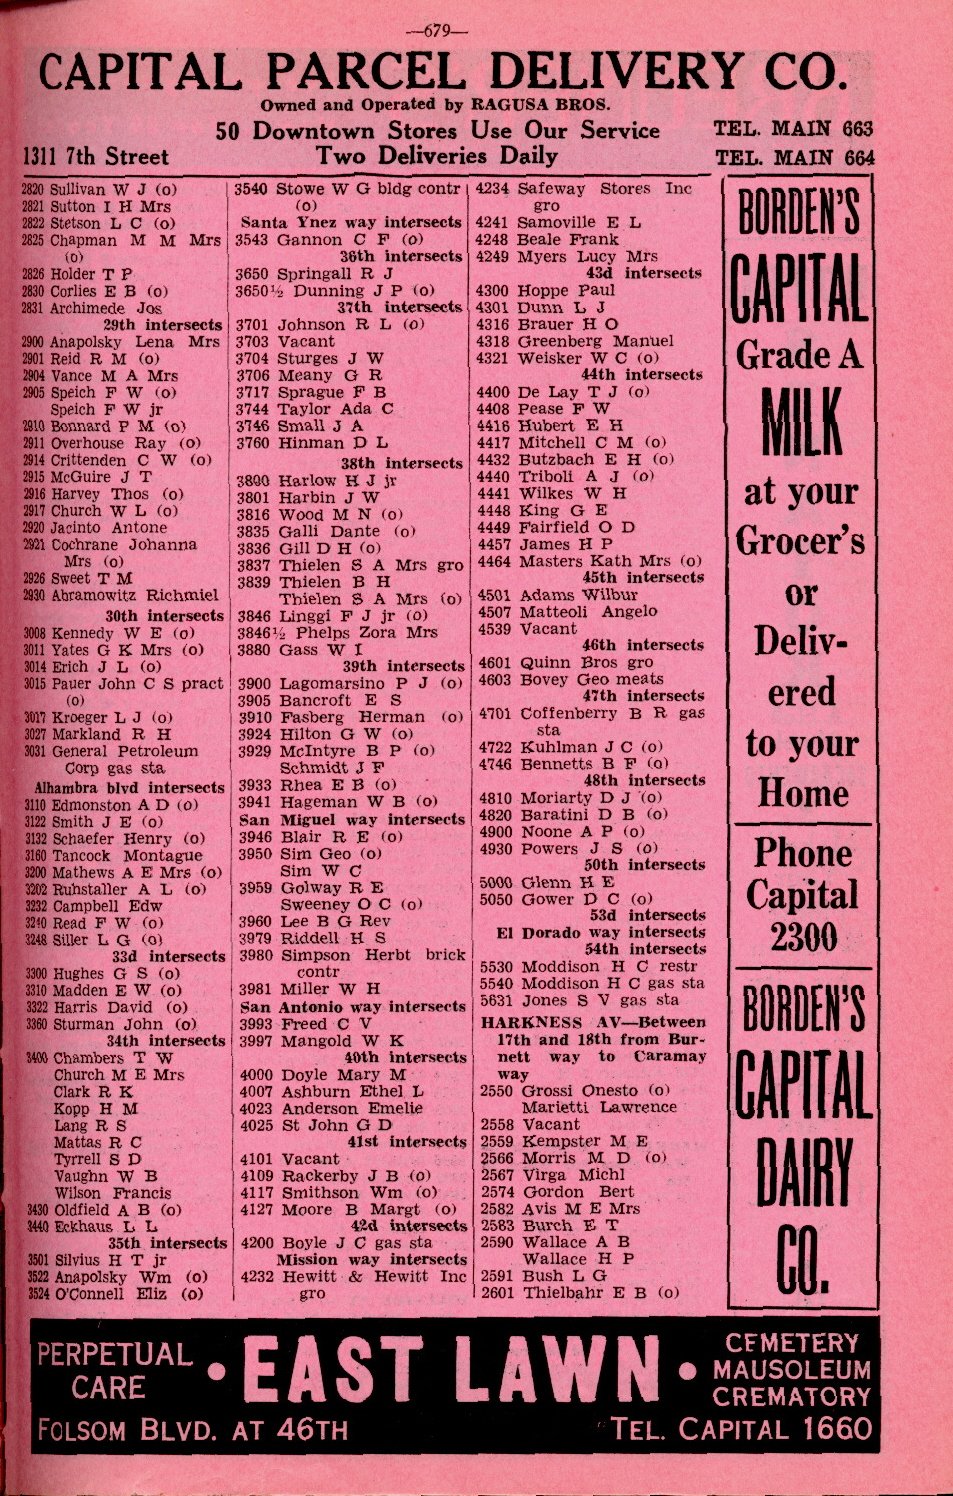 —679—
CAPITAL PARCEL DELIVERY CO.
Owned and Operated by RAGUSA BROS.
50 Downtown Stores Use Our Service
TEL. MAIN 663
1311 7th Street
Two Deliveries Daily
TEL. MAIN 664
2820 Sullivan W J (o)
2821 Sutton I H Mrs
2822 Stetson L C (o)
2825 Chapman M M Mrs
(o)
2826 Holder T P
2830 Corlies E B (o)
2831 Archimede Jos
29th intersects
2900 Anapolsky Lena Mrs
2901 Reid R M (o)
2904 Vance M A Mrs
2905 Speich F W (o)
Speich F W jr
2910 Bonnard P M (o)
2911 Overhouse Ray (o)
2914 Crittenden C W (o)
2915 McGuire J T
2916 Harvey Thos (o)
2917 Church W L (o)
2920 Jacinto Antone
2921 Cochrane Johanna
Mrs (o)
2926 Sweet T M
2930 Abramowitz Richmiel
30th intersects
3008 Kennedy W E (o)
3011 Yates G K Mrs (o)
3014 Erich J L (o)
3015 Pauer John C S pract
(o)
3017 Kroeger L J (o)
3027 Markland R H
3031 General Petroleum
Corp gas sta
Alhambra blvd intersects
3110 Edmonston A D (o)
3122 Smith J E (o)
3132 Schaefer Henry (o)
3160 Tancock Montague
3200 Mathews A E Mrs (o)
3202 Ruhstaller A L (o)
3232 Campbell Edw
3240 Read F W (o)
3248 Siller L G (o)
33d intersects
3300 Hughes G S (o)
3310 Madden E W (o)
3322 Harris David (o)
3360 Sturman John (o)
34th intersects
3400 Chambers T W
Church M E Mrs
Clark R K
Kopp H M
Lang R S
Mattas R C
Tyrrell S D
Vaughn W B
Wilson Francis
3430 Oldfield A B (o)
3440 Eckhaus L L
35th intersects
3501 Silvius H T jr
3522 Anapolsky Wm (o)
3524 O'Connell Eliz (o)
3540 Stowe W G bldg contr
(o)
Santa Ynez way intersects
3543 Gannon C F (o)
36th intersects
3650 Springall R J
3650½ Dunning J P (o)
37th intersects
3701 Johnson R L (o)
3703 Vacant
3704 Sturges J W
3706 Meany G R
3717 Sprague F B
3744 Taylor Ada C
3746 Small J A
3760 Hinman D L
38th intersects
3800 Harlow H J jr
3801 Harbin J W
3816 Wood M N (o)
3835 Galli Dante (o)
3836 Gill D H (o)
3837 Thielen S A Mrs gro
3839 Thielen B H
Thielen S A Mrs (o)
3846 Linggi F J jr (o)
3846½ Phelps Zora Mrs
3880 Gass W I
39th intersects
3900 Lagomarsino P J (o)
3905 Bancroft E S
3910 Fasberg Herman (o)
3924 Hilton G W (o)
3929 McIntyre B P (o)
Schmidt J F
3933 Rhea E B (o)
3941 Hageman W B (o)
San Miguel way intersects
3946 Blair R E (o)
3950 Sim Geo (o)
Sim W C
3959 Golway R E
Sweeney O C (o)
3960 Lee B G Rev
3979 Riddell H S
3980 Simpson Herbt brick
contr
3981 Miller W H
San Antonio way intersects
3993 Freed C V
3997 Mangold W K
40th intersects
4000 Doyle Mary M
4007 Ashburn Ethel L
4023 Anderson Emelie
4025 St John G D
41st intersects
4101 Vacant
4109 Rackerby J B (o)
4117 Smithson Wm (o)
4127 Moore B Margt (o)
42d intersects
4200 Boyle J C gas sta
Mission way intersects
4232 Hewitt & Hewitt Inc
gro
4234 Safeway Stores Inc
gro
4241 Samoville E L
4248 Beale Frank
4249 Myers Lucy Mrs
43d intersects
4300 Hoppe Paul
4301 Dunn L J
4316 Brauer H O
4318 Greenberg Manuel
4321 Weisker W C (o)
44th intersects
4400 De Lay T J (o)
4408 Pease F W
4416 Hubert E H
4417 Mitchell C M (o)
4432 Butzbach E H (o)
4440 Triboli A J (o)
4441 Wilkes W H
4448 King G E
4449 Fairfield O D
4457 James H P
4464 Masters Kath Mrs (o)
45th intersects
4501 Adams Wilbur
4507 Matteoli Angelo
4539 Vacant
46th intersects
4601 Quinn Bros gro
4603 Bovey Geo meats
47th intersects
4701 Coffenberry B R gas
sta
4722 Kuhlman J C (o)
4746 Bennetts B F (o)
48th intersects
4810 Moriarty D J (o)
4820 Baratini D B (o)
4900 Noone A P (o)
4930 Powers J S (o)
50th intersects
5000 Glenn H E
5050 Gower D C (o)
53d intersects
El Dorado way intersects
54th intersects
5530 Moddison H C restr
5540 Moddison H C gas sta
5631 Jones S V gas sta
HARKNESS AV—Between
17th and 18th from Bur-
nett way to Caramay
way
2550 Grossi Onesto (o)
Marietti Lawrence
2558 Vacant
2559 Kempster M E
2566 Morris M D (o)
2567 Virga Michl
2574 Gordon Bert
2582 Avis M E Mrs
2583 Burch E T
2590 Wallace A B
Wallace H P
2591 Bush L G
2601 Thielbahr E B (o)
BORDEN'S
CAPITAL
Grade A
MILK
at your
Grocer's
or
Deliv-
ered
to your
Home
Phone
Capital
2300
BORDEN'S
CAPITAL
DAIRY
CO.
PERPETUAL
CARE
• EAST LAWN •
CEMETERY
MAUSOLEUM
CREMATORY
FOLSOM BLVD. AT 46TH
TEL. CAPITAL 1660